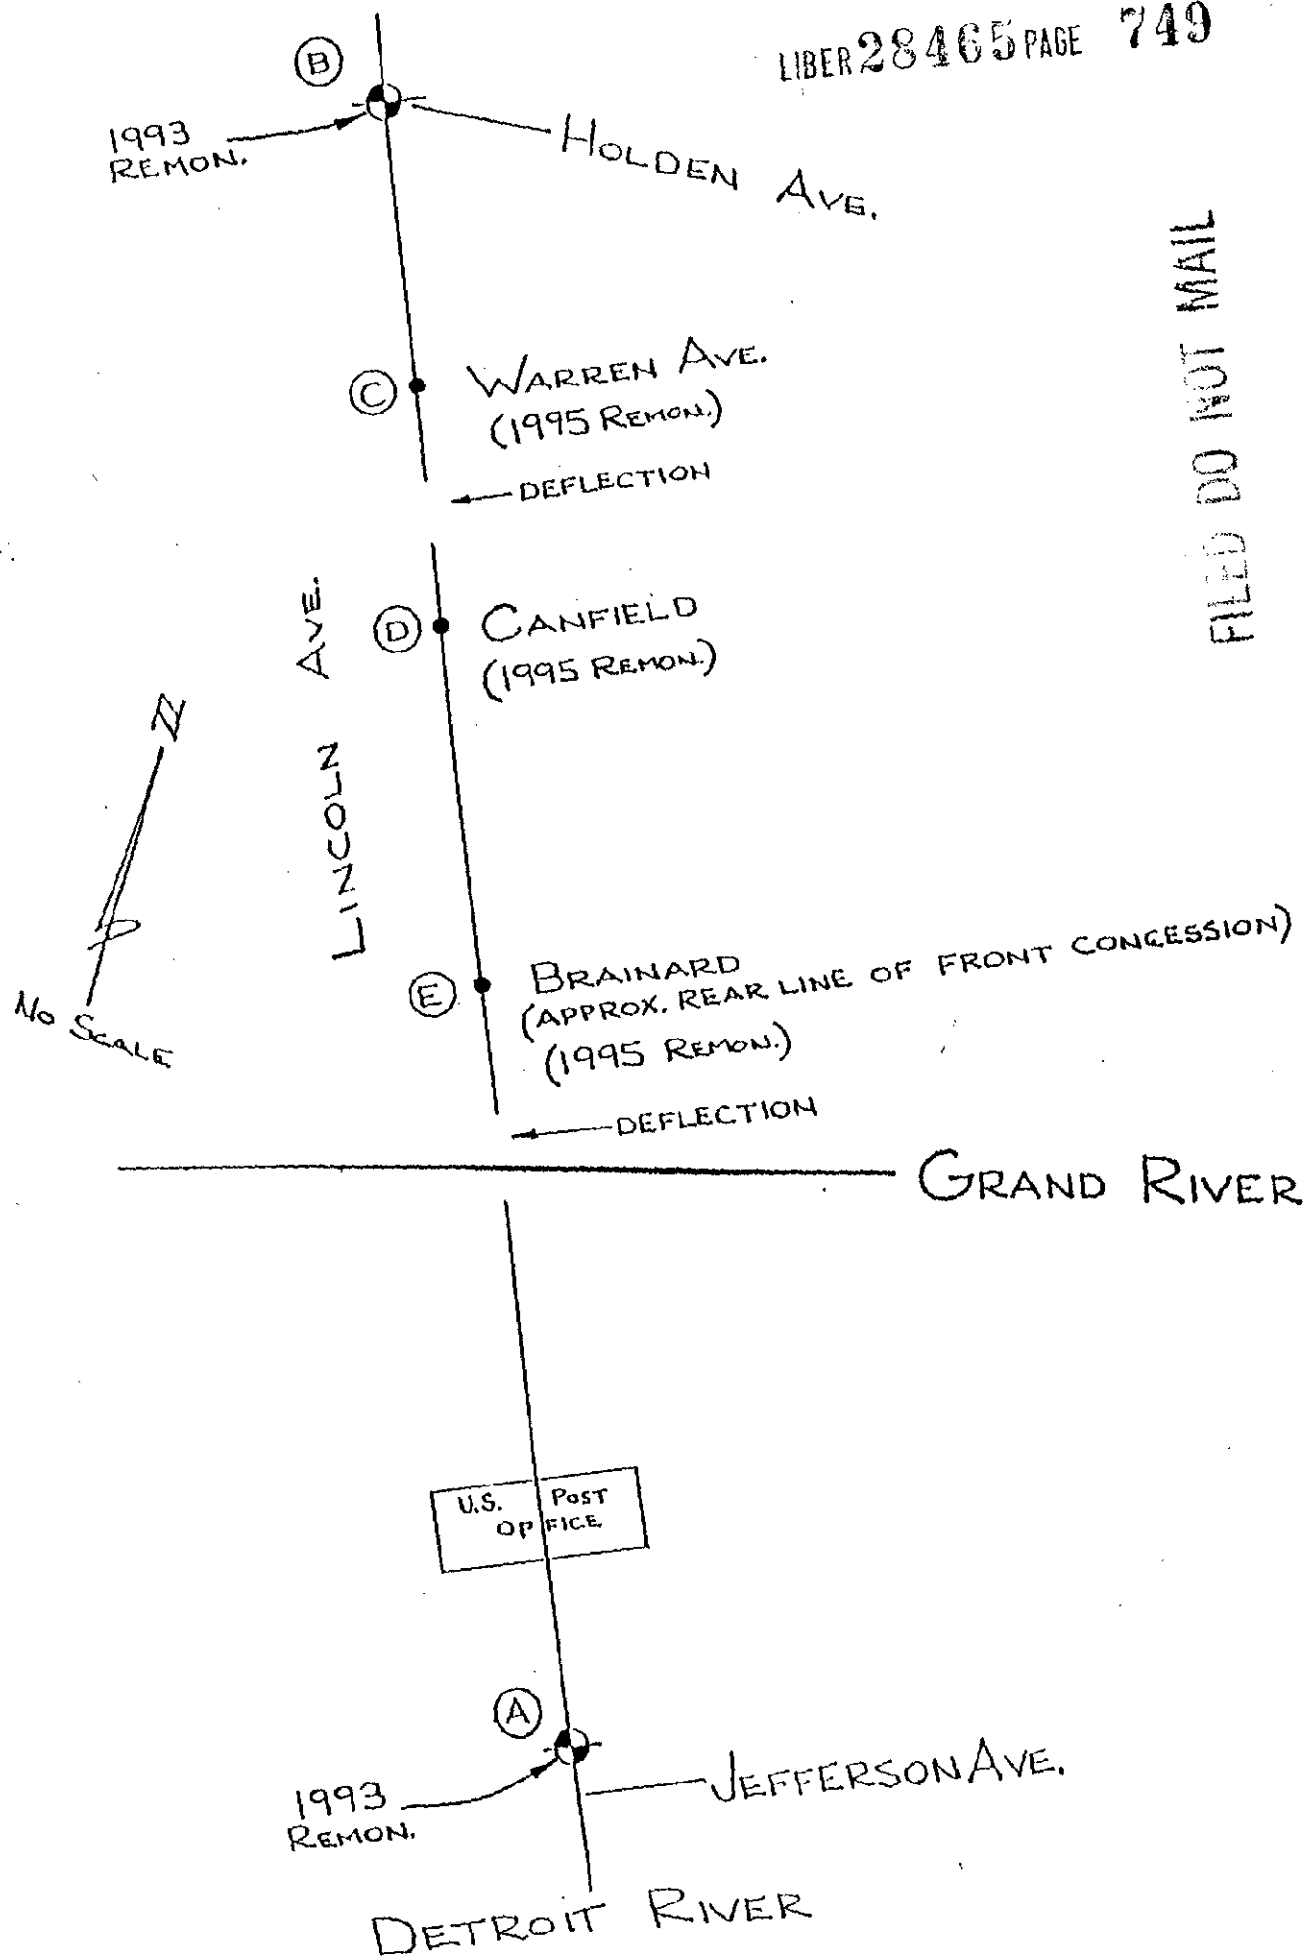 LIBER 28465 PAGE 749
B
1993
REMON.
HOLDEN AVE.
FILED DO NOT MAIL
C
WARREN AVE.
(1995 REMON.)
DEFLECTION
LINCOLN AVE.
D
CANFIELD
(1995 REMON.)
N
NO SCALE
E
BRAINARD
(APPROX. REAR LINE OF FRONT CONCESSION)
(1995 REMON.)
DEFLECTION
GRAND RIVER
U.S. POST
OFFICE
A
1993
REMON.
JEFFERSON AVE.
DETROIT RIVER